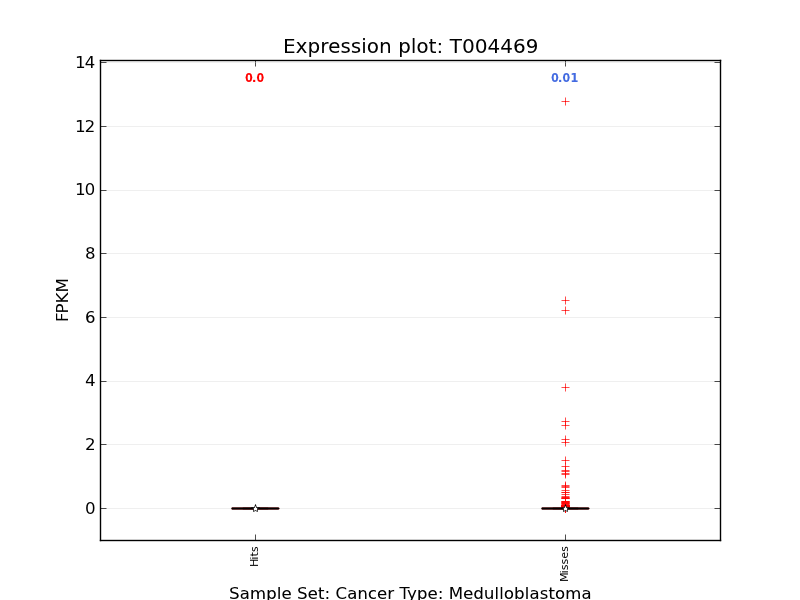 Expression plot: T004469
0.0 0.01
14
12
10
8
6
4
2
0
FPKM
Hits Misses
Sample Set: Cancer Type: Medulloblastoma